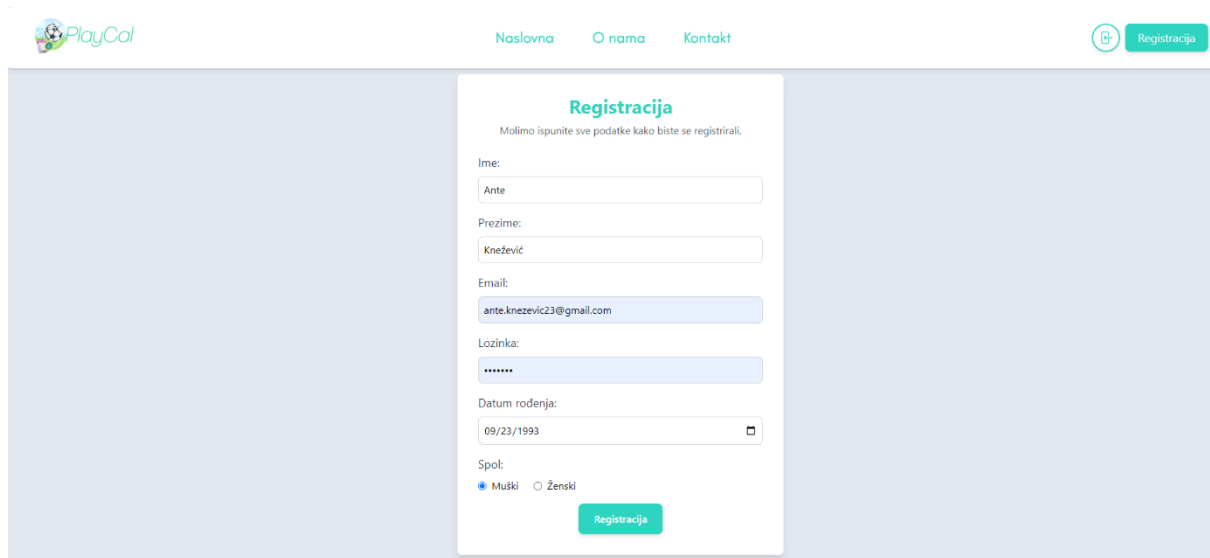 PlayCal
Naslovna O nama Kontakt
Registracija
Registracija
Molimo ispunite sve podatke kako biste se registrirali.
Ime:
Ante
Prezime:
Knežević
Email:
ante.knezevic23@gmail.com
Lozinka:
•••••••
Datum rođenja:
09/23/1993
Spol:
Muški Ženski
Registracija